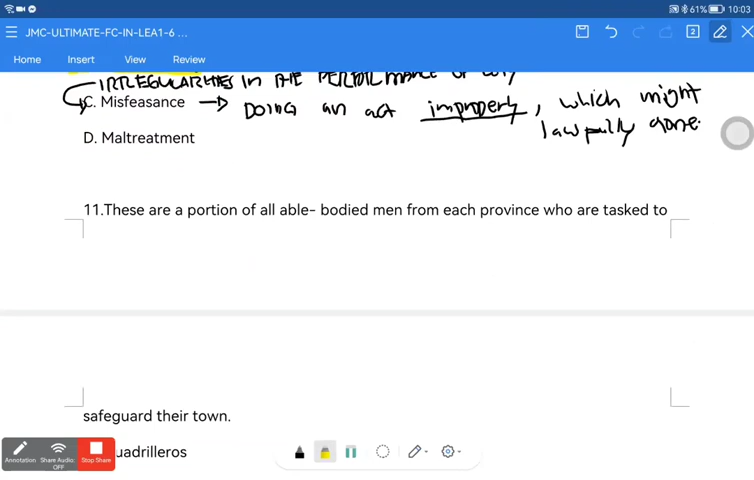 61% 10:03
JMC-ULTIMATE-FC-IN-LEA1-6 ...
2
Home Insert View Review
IRREGULARITIES IN THE PERFORMANCE OF DUTY
C. Misfeasance → DOING an act improperly, which might
lawfully done.
D. Maltreatment
11.These are a portion of all able- bodied men from each province who are tasked to
safeguard their town.
uadrilleros
Annotation Share Audio: OFF Stop Share